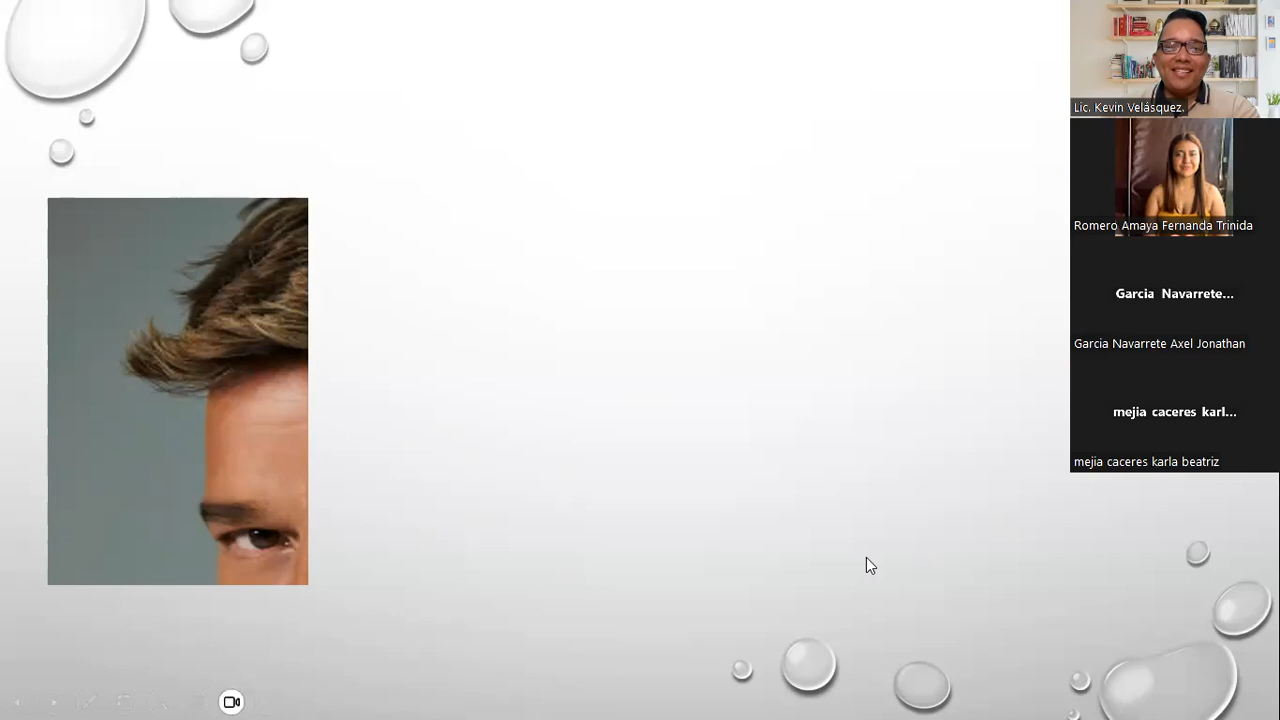 Lic. Kevin Velásquez.
Romero Amaya Fernanda Trinida
Garcia Navarrete...
Garcia Navarrete Axel Jonathan
mejia caceres karl...
mejia caceres karla beatriz